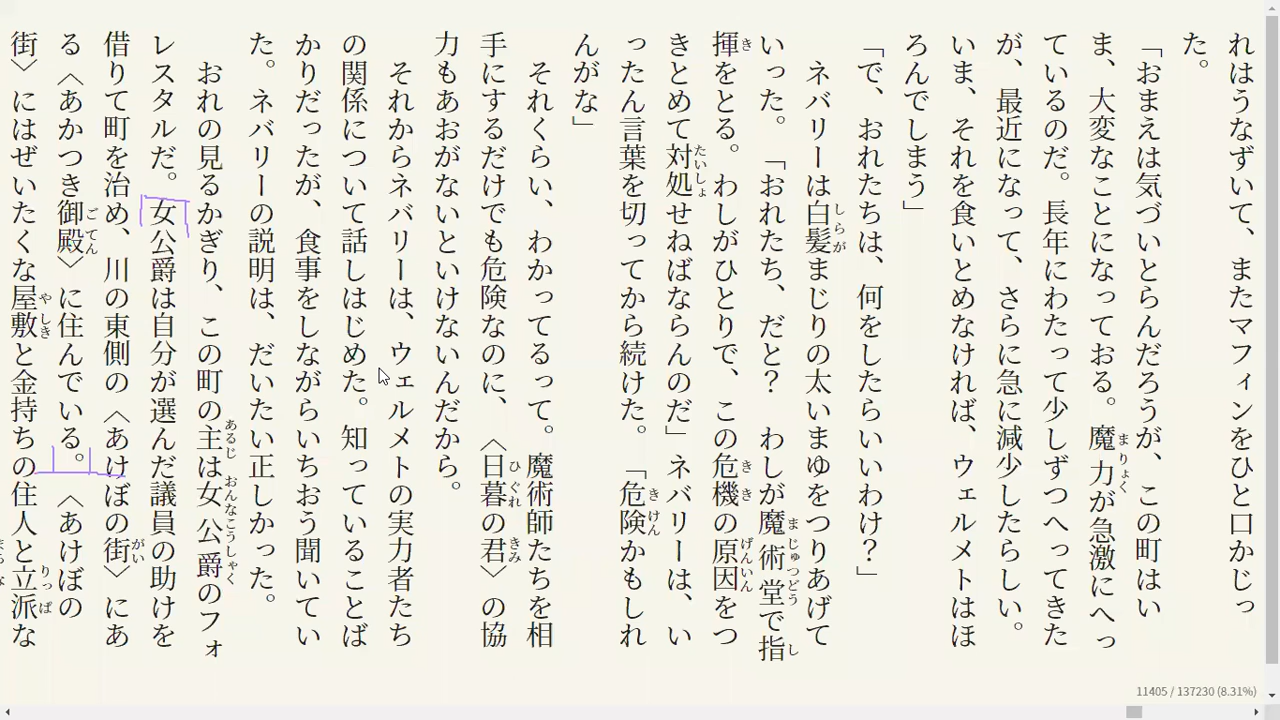 れはうなずいて、またマフィンをひと口かじっ
た。
「おまえは気づいとらんだろうが、この町はい
ま、大変なことになっておる。魔力が急激にへっ
ているのだ。長年にわたって少しずつへってきた
が、最近になって、さらに急に減少したらしい。
いま、それを食いとめなければ、ウェルメトはほ
ろんでしまう」
「で、おれたちは、何をしたらいいわけ?」
ネバリーは白髪まじりの太いまゆをつりあげて
いった。「おれたち、だと? わしが魔術堂で指
揮をとる。わしがひとりで、この危機の原因をつ
きとめて対処せねばならんのだ」ネバリーは、い
ったん言葉を切ってから続けた。「危険かもしれ
んがな」
それくらい、わかってるって。魔術師たちを相
手にするだけでも危険なのに、〈日暮の君〉の協
力もあおがないといけないんだから。
それからネバリーは、ウェルメトの実力者たち
の関係について話しはじめた。知っていることば
かりだったが、食事をしながらいちおう聞いてい
た。ネバリーの説明は、だいたい正しかった。
おれの見るかぎり、この町の主は女公爵のフォ
レスタルだ。女公爵は自分が選んだ議員の助けを
借りて町を治め、川の東側の〈あけぼの街〉にあ
る〈あかつき御殿〉に住んでいる。〈あけぼの
街〉にはぜいたくな屋敷と金持ちの住人と立派な
11405 / 137230 (8.31%)